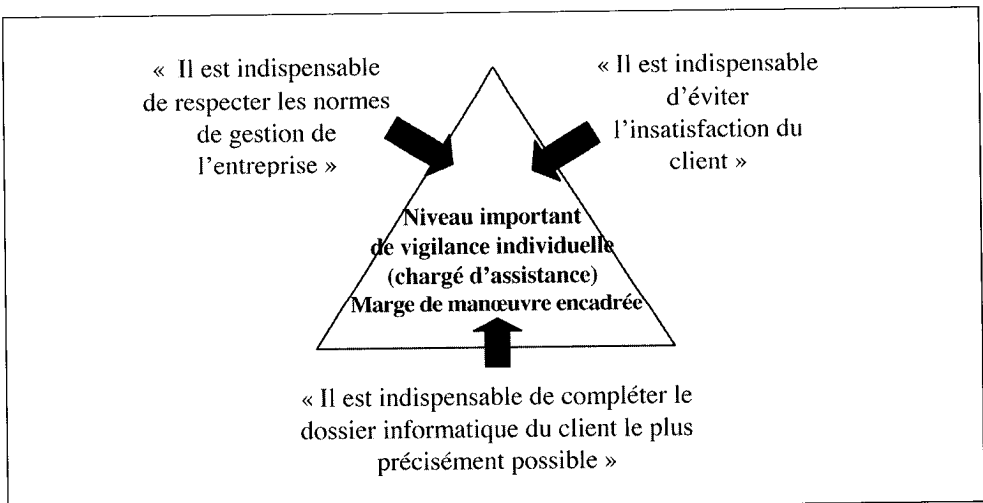 « Il est indispensable
de respecter les normes
de gestion de
l'entreprise »
« Il est indispensable
d'éviter
l'insatisfaction du
client »
Niveau important
de vigilance individuelle
(chargé d'assistance)
Marge de manœuvre encadrée
« Il est indispensable de compléter le
dossier informatique du client le plus
précisément possible »